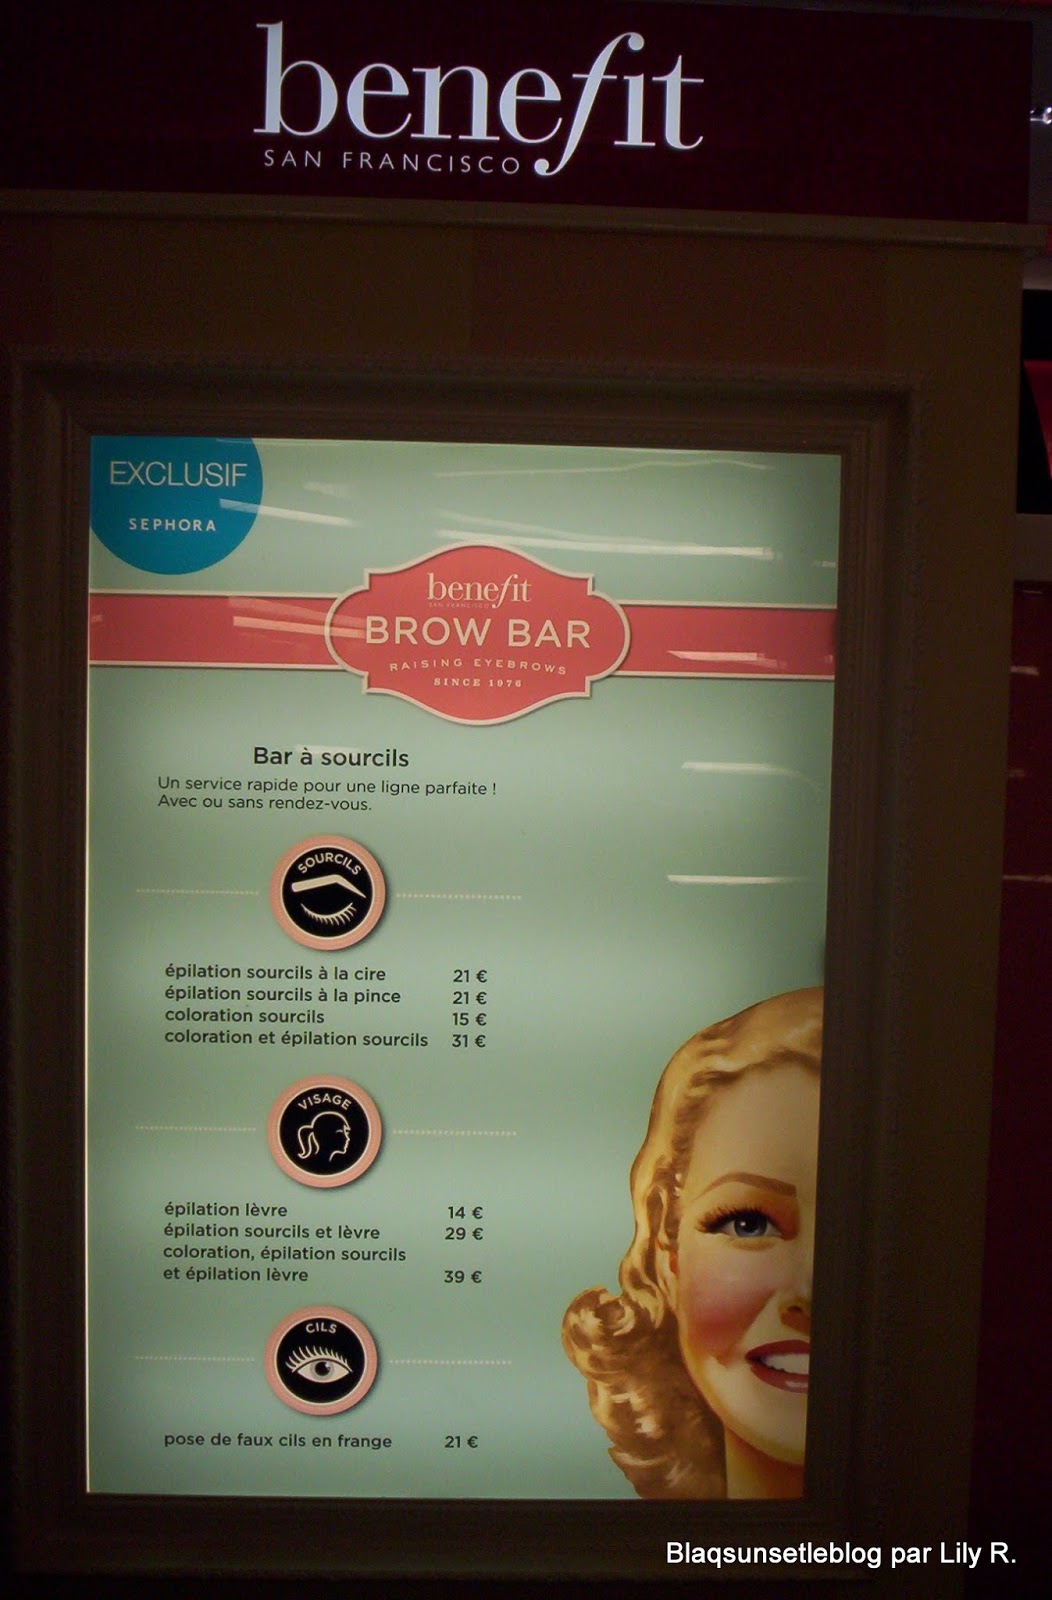 benefit
SAN FRANCISCO
EXCLUSIF
SEPHORA
benefit
SAN FRANCISCO
BROW BAR
RAISING EYEBROWS
SINCE 1976
Bar à sourcils
Un service rapide pour une ligne parfaite !
Avec ou sans rendez-vous.
SOURCILS
épilation sourcils à la cire 21 €
épilation sourcils à la pince 21 €
coloration sourcils 15 €
coloration et épilation sourcils 31 €
VISAGE
épilation lèvre 14 €
épilation sourcils et lèvre 29 €
coloration, épilation sourcils
et épilation lèvre 39 €
CILS
pose de faux cils en frange 21 €
Blaqsunsetleblog par Lily R.